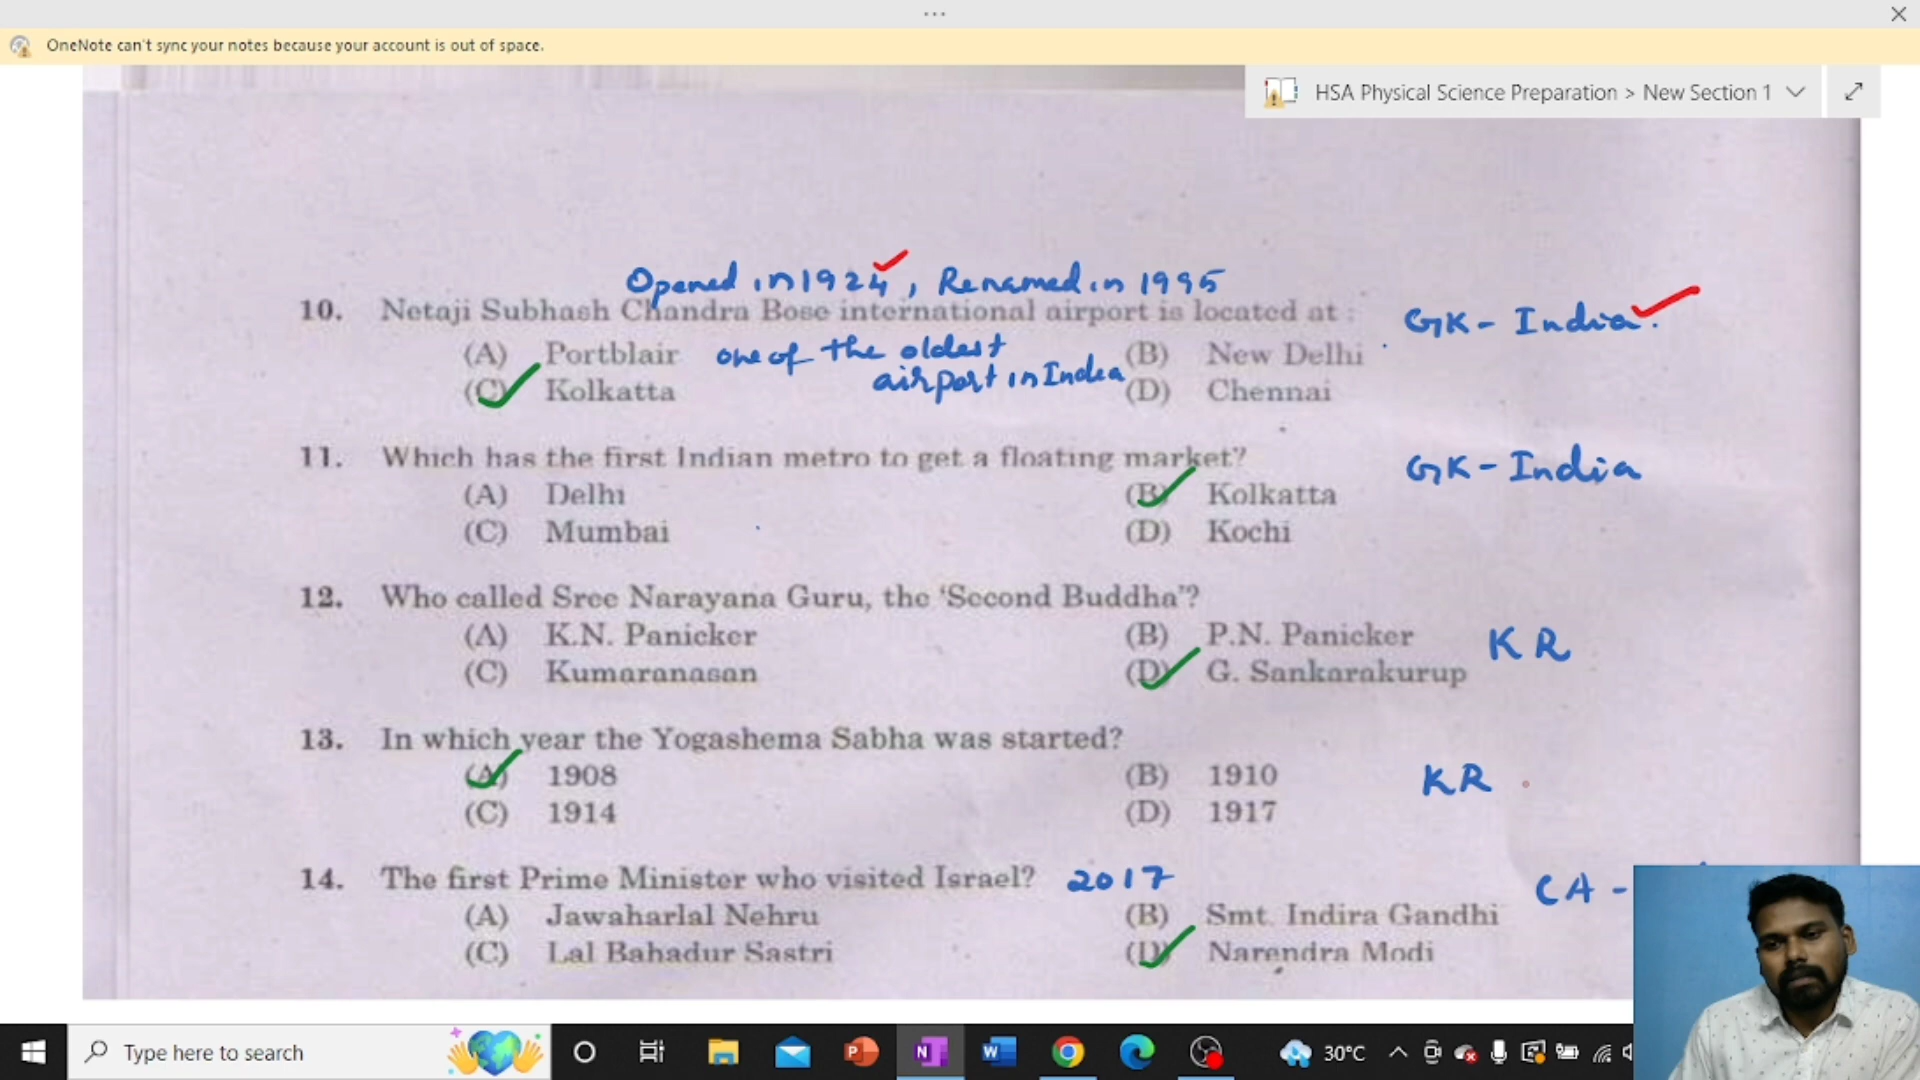 OneNote can't sync your notes because your account is out of space.
HSA Physical Science Preparation > New Section 1
Opened in 1924, Renamed in 1995
10. Netaji Subhash Chandra Bose international airport is located at :
GK - India.
(A) Portblair
one of the oldest
(B) New Delhi
airport in India
(C) Kolkatta
(D) Chennai
11. Which has the first Indian metro to get a floating market?
GK - India
(A) Delhi
(B) Kolkatta
(C) Mumbai
(D) Kochi
12. Who called Sree Narayana Guru, the 'Second Buddha'?
(A) K.N. Panicker
(B) P.N. Panicker
KR
(C) Kumaranasan
(D) G. Sankarakurup
13. In which year the Yogashema Sabha was started?
(A) 1908
(B) 1910
KR
(C) 1914
(D) 1917
14. The first Prime Minister who visited Israel? 2017
CA -
(A) Jawaharlal Nehru
(B) Smt. Indira Gandhi
(C) Lal Bahadur Sastri
(D) Narendra Modi
Type here to search
30°C